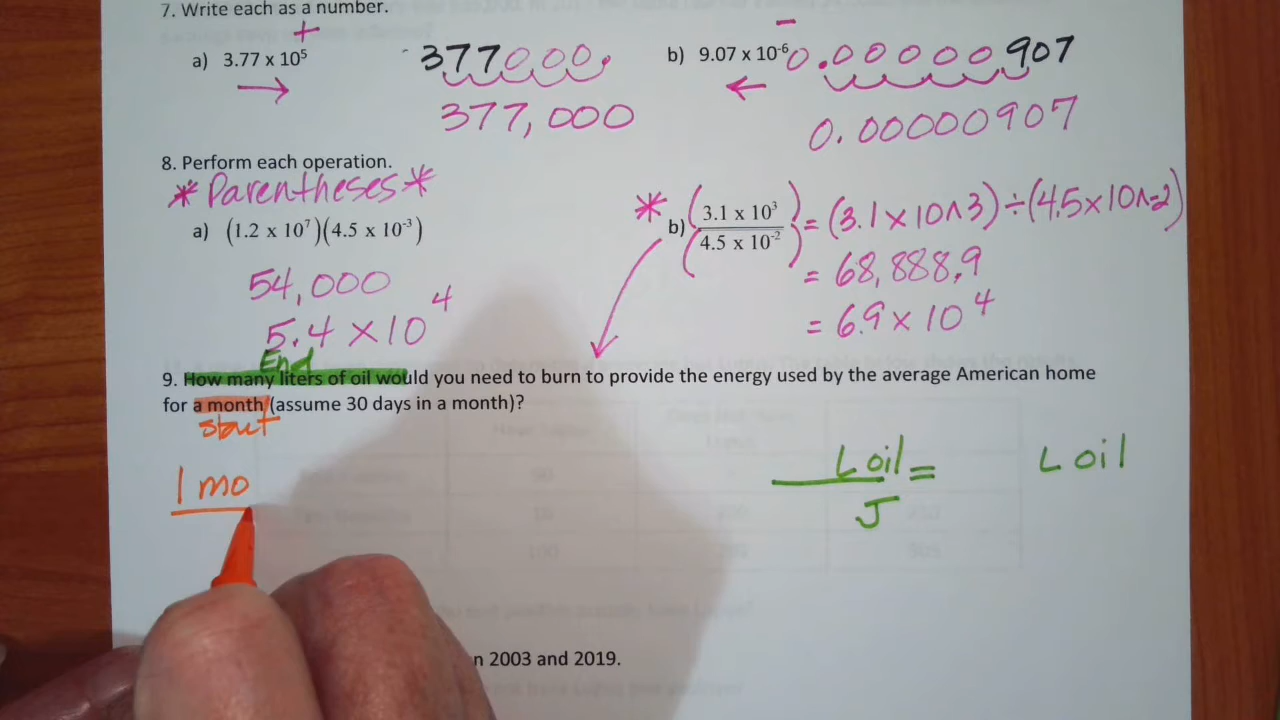 7. Write each as a number.
+
-
a) 3.77 x 10⁵
377000.
b) 9.07 x 10⁻⁶
0.00000907
377,000
0.00000907
8. Perform each operation.
* Parentheses *
a) (1.2 x 10⁷)(4.5 x 10⁻³)
* b) (3.1 x 10³ / 4.5 x 10⁻²) = (3.1 x 10^3) ÷ (4.5 x 10^-2)
54,000
= 68,888.9
5.4 x 10⁴
= 6.9 x 10⁴
End
9. How many liters of oil would you need to burn to provide the energy used by the average American home
for a month (assume 30 days in a month)?
start
1 mo
L oil =
J
L oil
n 2003 and 2019.